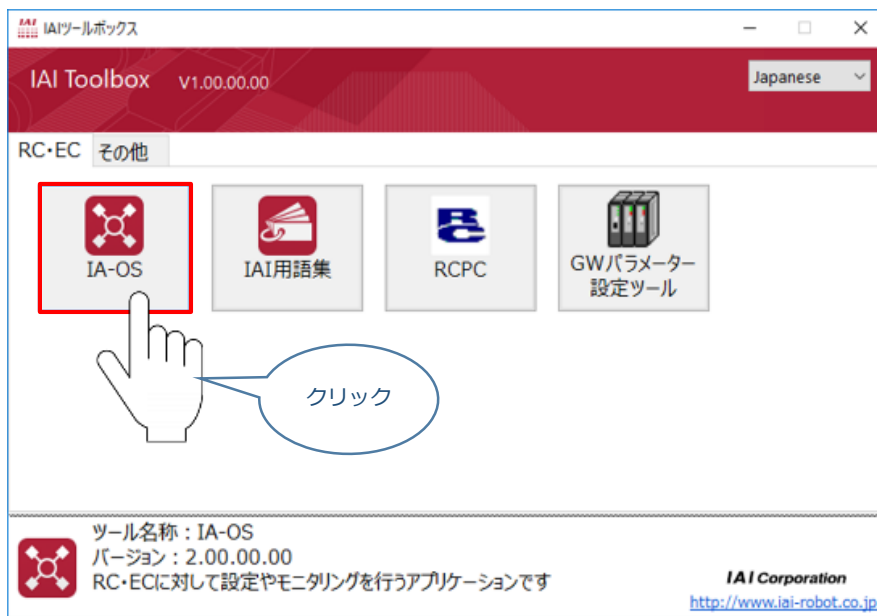 IAI IAIツールボックス
IAI Toolbox V1.00.00.00
Japanese
RC・EC その他
IA-OS
IAI用語集
RC
RCPC
GWパラメーター
設定ツール
クリック
ツール名称：IA-OS
バージョン：2.00.00.00
RC・ECに対して設定やモニタリングを行うアプリケーションです
IAI Corporation
http://www.iai-robot.co.jp